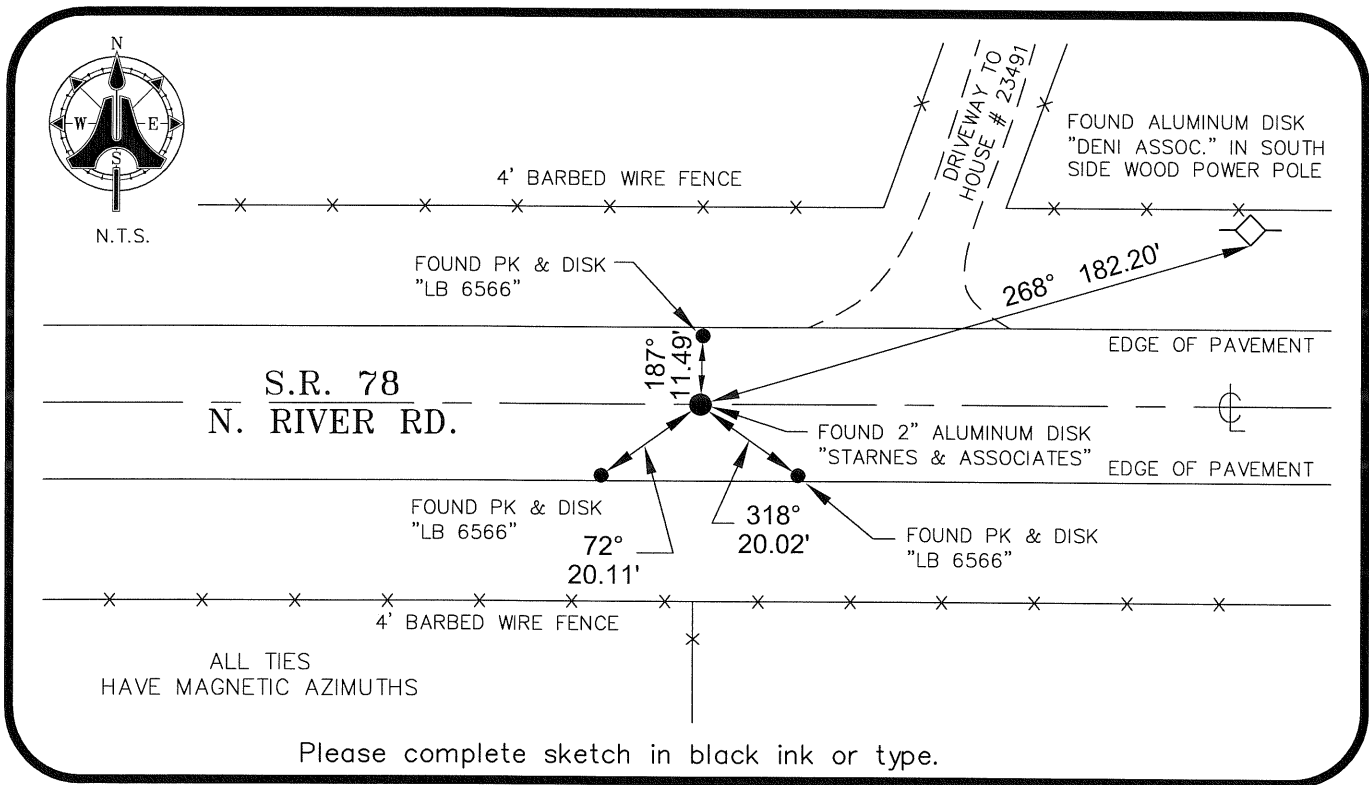 N
W E
S
N.T.S.
4' BARBED WIRE FENCE
DRIVEWAY TO
HOUSE # 23491
FOUND ALUMINUM DISK
"DENI ASSOC." IN SOUTH
SIDE WOOD POWER POLE
FOUND PK & DISK
"LB 6566"
268° 182.20'
187°
11.49'
EDGE OF PAVEMENT
S.R. 78
N. RIVER RD.
CL
FOUND 2" ALUMINUM DISK
"STARNES & ASSOCIATES"
EDGE OF PAVEMENT
FOUND PK & DISK
"LB 6566"
72°
20.11'
318°
20.02'
FOUND PK & DISK
"LB 6566"
4' BARBED WIRE FENCE
ALL TIES
HAVE MAGNETIC AZIMUTHS
Please complete sketch in black ink or type.